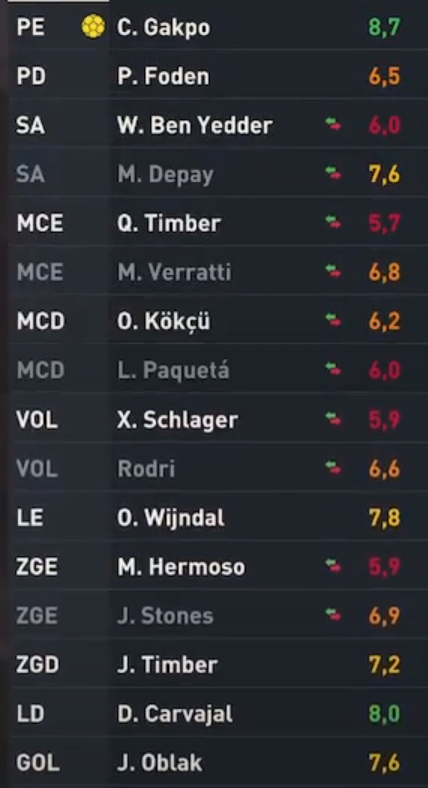 PE C. Gakpo 8,7
PD P. Foden 6,5
SA W. Ben Yedder 6,0
SA M. Depay 7,6
MCE Q. Timber 5,7
MCE M. Verratti 6,8
MCD O. Kökçü 6,2
MCD L. Paquetá 6,0
VOL X. Schlager 5,9
VOL Rodri 6,6
LE O. Wijndal 7,8
ZGE M. Hermoso 5,9
ZGE J. Stones 6,9
ZGD J. Timber 7,2
LD D. Carvajal 8,0
GOL J. Oblak 7,6